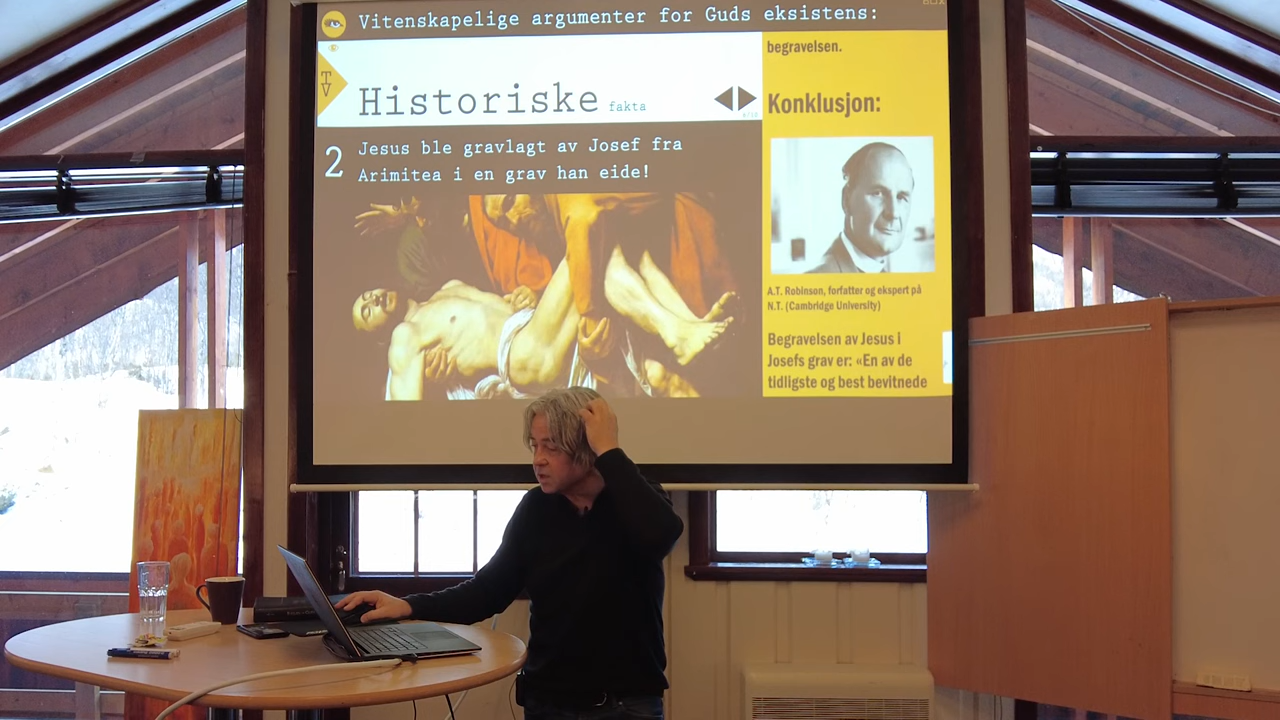 Vitenskapelige argumenter for Guds eksistens:
TV
Historiske fakta
2 Jesus ble gravlagt av Josef fra
Arimitea i en grav han eide!
begravelsen.
Konklusjon:
A.T. Robinson, forfatter og ekspert på
N.T. (Cambridge University)
Begravelsen av Jesus i
Josefs grav er: «En av de
tidligste og best bevitnede